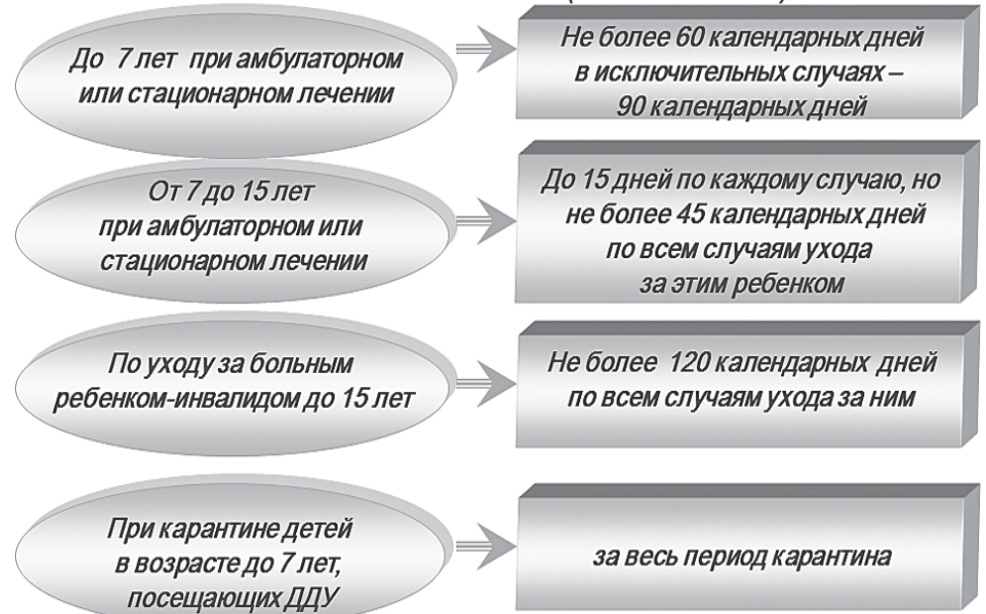 До 7 лет при амбулаторном
или стационарном лечении
Не более 60 календарных дней
в исключительных случаях –
90 календарных дней
От 7 до 15 лет
при амбулаторном или
стационарном лечении
До 15 дней по каждому случаю, но
не более 45 календарных дней
по всем случаям ухода
за этим ребенком
По уходу за больным
ребенком-инвалидом до 15 лет
Не более 120 календарных дней
по всем случаям ухода за ним
При карантине детей
в возрасте до 7 лет,
посещающих ДДУ
за весь период карантина